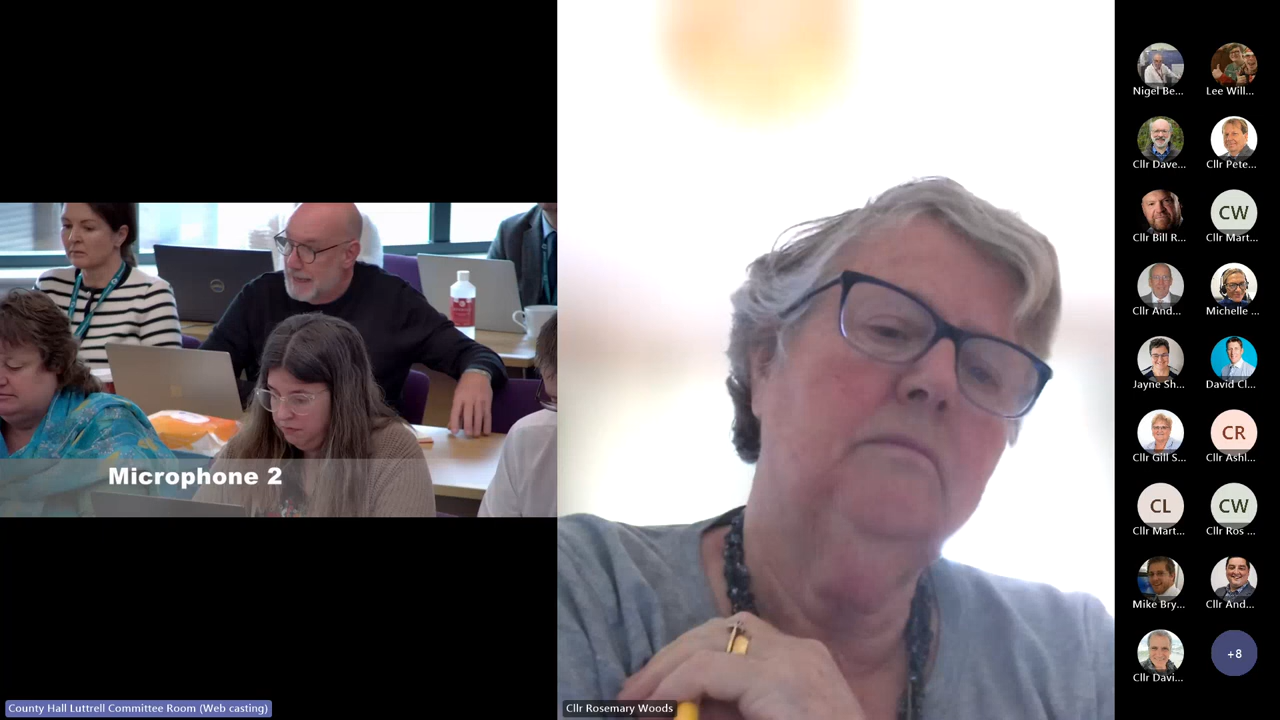 Microphone 2
County Hall Luttrell Committee Room (Web casting)
Cllr Rosemary Woods
Nigel Be...
Lee Will...
Cllr Dave...
Cllr Pete...
Cllr Bill R...
CW
Cllr Mart...
Cllr And...
Michelle ...
Jayne Sh...
David Cl...
Cllr Gill S...
CR
Cllr Ashl...
CL
Cllr Mart...
CW
Cllr Ros ...
Mike Bry...
Cllr And...
Cllr Davi...
+8